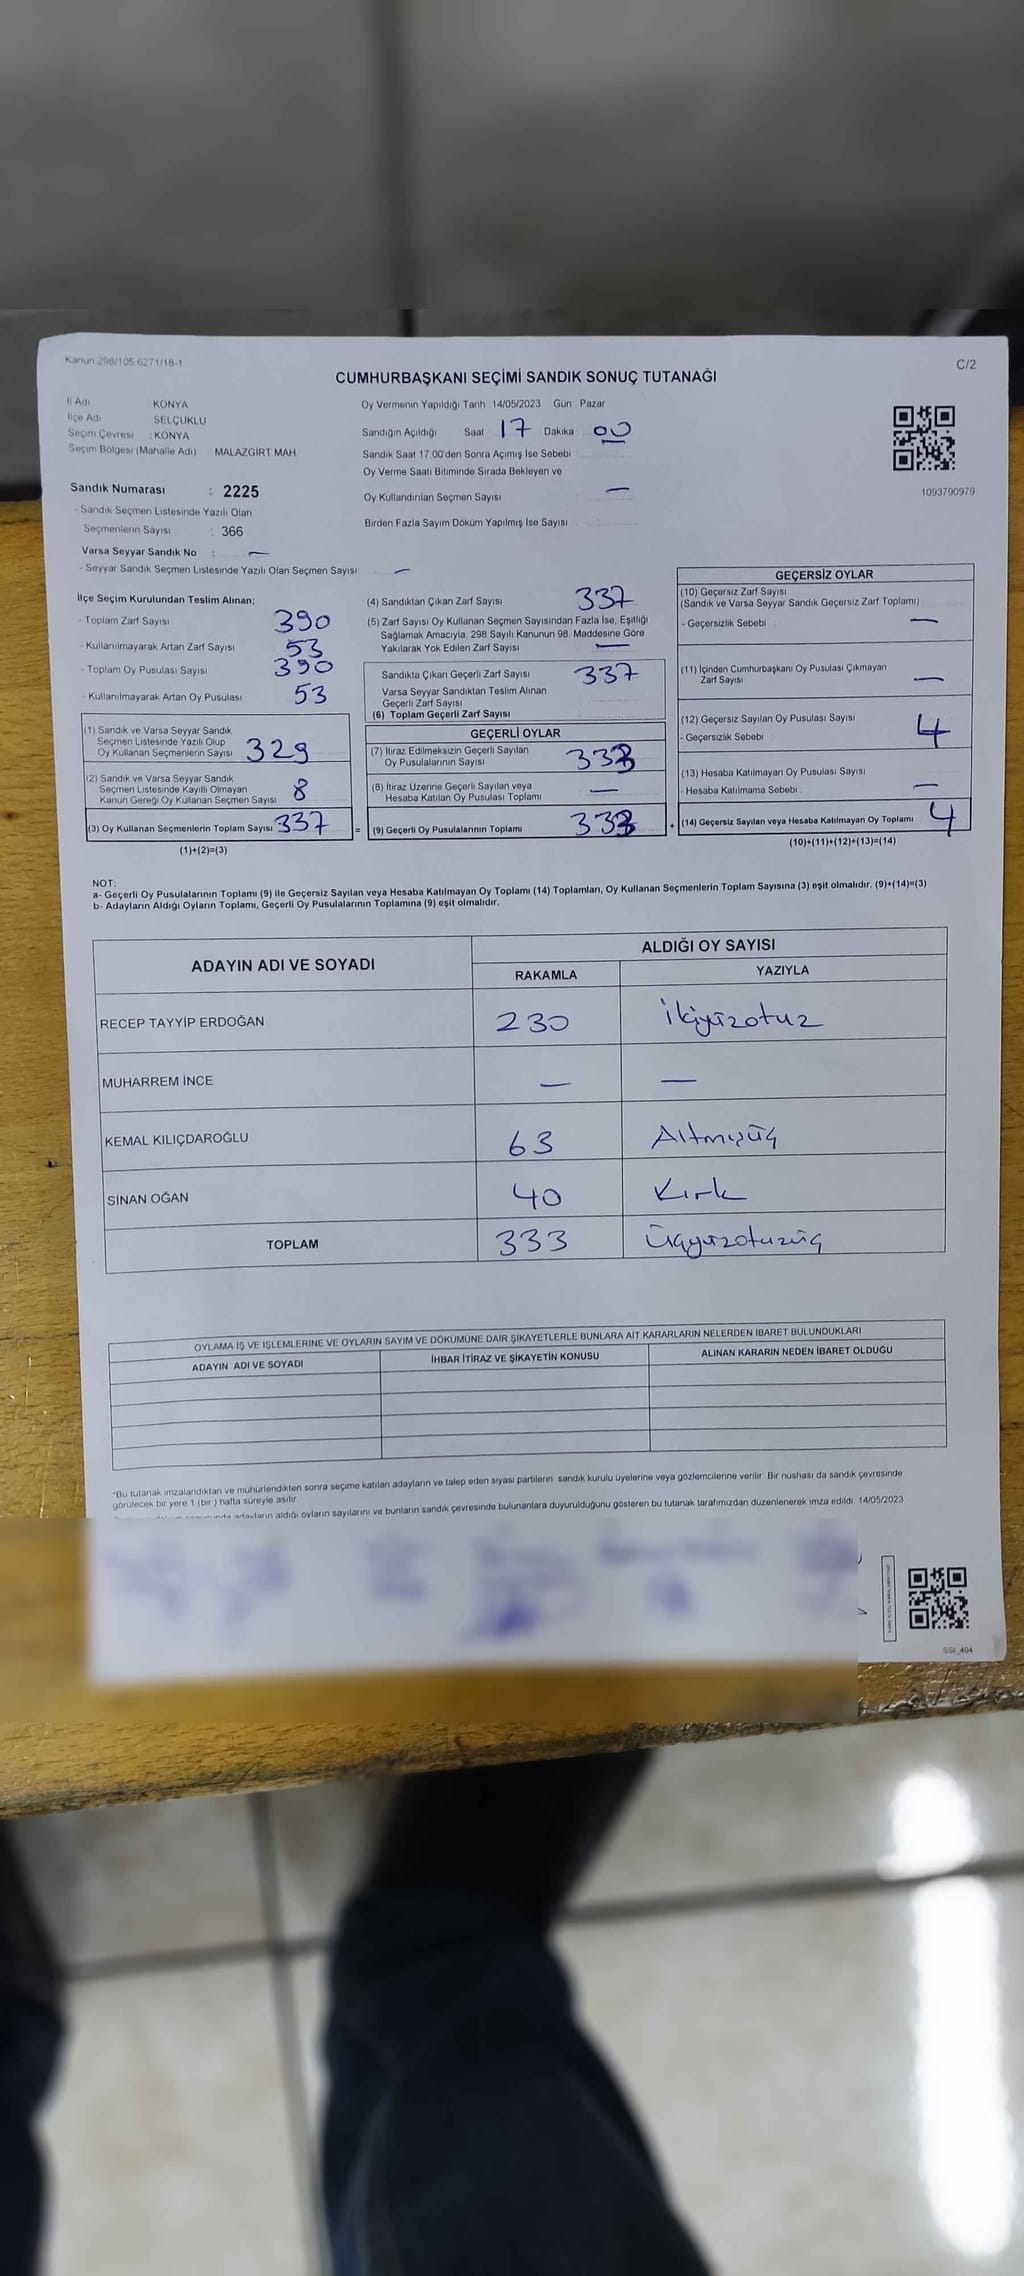 Kanun 298/105 6271/18-1
C/2
CUMHURBAŞKANI SEÇİMİ SANDIK SONUÇ TUTANAĞI
İl Adı KONYA
İlçe Adı SELÇUKLU
Seçim Çevresi : KONYA
Seçim Bölgesi (Mahalle Adı) MALAZGİRT MAH
Sandık Numarası : 2225
- Sandık Seçmen Listesinde Yazılı Olan
Seçmenlerin Sayısı : 366
Varsa Seyyar Sandık No : —
- Seyyar Sandık Seçmen Listesinde Yazılı Olan Seçmen Sayısı —
Oy Vermenin Yapıldığı Tarih 14/05/2023 Gün Pazar
Sandığın Açıldığı Saat 17 Dakika 00
Sandık Saat 17.00'den Sonra Açımış İse Sebebi
Oy Verme Saati Bitiminde Sırada Bekleyen ve
Oy Kullandırılan Seçmen Sayısı —
Birden Fazla Sayım Döküm Yapılmış İse Sayısı
1093790979
İlçe Seçim Kurulundan Teslim Alınan;
- Toplam Zarf Sayısı 390
- Kullanılmayarak Artan Zarf Sayısı 53
- Toplam Oy Pusulası Sayısı 390
- Kullanılmayarak Artan Oy Pusulası 53
(1) Sandık ve Varsa Seyyar Sandık
Seçmen Listesinde Yazılı Olup
Oy Kullanan Seçmenlerin Sayısı 329
(2) Sandık ve Varsa Seyyar Sandık
Seçmen Listesinde Kayıtlı Olmayan
Kanun Gereği Oy Kullanan Seçmen Sayısı 8
(3) Oy Kullanan Seçmenlerin Toplam Sayısı 337
(1)+(2)=(3)
=
(4) Sandıktan Çıkan Zarf Sayısı 337
(5) Zarf Sayısı Oy Kullanan Seçmen Sayısından Fazla İse, Eşitliği
Sağlamak Amacıyla, 298 Sayılı Kanunun 98. Maddesine Göre
Yakılarak Yok Edilen Zarf Sayısı —
Sandıkta Çıkan Geçerli Zarf Sayısı 337
Varsa Seyyar Sandıktan Teslim Alınan
Geçerli Zarf Sayısı
(6) Toplam Geçerli Zarf Sayısı
GEÇERLİ OYLAR
(7) İtiraz Edilmeksizin Geçerli Sayılan
Oy Pusulalarının Sayısı 333
(8) İtiraz Üzerine Geçerli Sayılan veya
Hesaba Katılan Oy Pusulası Toplamı —
(9) Geçerli Oy Pusulalarının Toplamı 333
+
GEÇERSİZ OYLAR
(10) Geçersiz Zarf Sayısı
(Sandık ve Varsa Seyyar Sandık Geçersiz Zarf Toplamı)
- Geçersizlik Sebebi —
(11) İçinden Cumhurbaşkanı Oy Pusulası Çıkmayan
Zarf Sayısı —
(12) Geçersiz Sayılan Oy Pusulası Sayısı 4
- Geçersizlik Sebebi
(13) Hesaba Katılmayan Oy Pusulası Sayısı
- Hesaba Katılmama Sebebi —
(14) Geçersiz Sayılan veya Hesaba Katılmayan Oy Toplamı 4
(10)+(11)+(12)+(13)=(14)
NOT:
a- Geçerli Oy Pusulalarının Toplamı (9) ile Geçersiz Sayılan veya Hesaba Katılmayan Oy Toplamı (14) Toplamları, Oy Kullanan Seçmenlerin Toplam Sayısına (3) eşit olmalıdır. (9)+(14)=(3)
b- Adayların Aldığı Oyların Toplamı, Geçerli Oy Pusulalarının Toplamına (9) eşit olmalıdır.
ADAYIN ADI VE SOYADI ALDIĞI OY SAYISI
RAKAMLA YAZIYLA
RECEP TAYYİP ERDOĞAN 230 ikiyüzotuz
MUHARREM İNCE — —
KEMAL KILIÇDAROĞLU 63 Altmışüç
SİNAN OĞAN 40 Kırk
TOPLAM 333 üçyüzotuzüç
OYLAMA İŞ VE İŞLEMLERİNE VE OYLARIN SAYIM VE DÖKÜMÜNE DAİR ŞİKAYETLERLE BUNLARA AİT KARARLARIN NELERDEN İBARET BULUNDUKLARI
ADAYIN ADI VE SOYADI İHBAR İTİRAZ VE ŞİKAYETİN KONUSU ALINAN KARARIN NEDEN İBARET OLDUĞU
*Bu tutanak imzalandıktan ve mühürlendikten sonra seçime katılan adayların ve talep eden siyasi partilerin sandık kurulu üyelerine veya gözlemcilerine verilir. Bir nüshası da sandık çevresinde
görülecek bir yere 1 (bir ) hafta süreyle asılır.
adayların aldığı oyların sayılarını ve bunların sandık çevresinde bulunanlara duyurulduğunu gösteren bu tutanak tarafımızdan düzenlenerek imza edildi. 14/05/2023
GSI_404